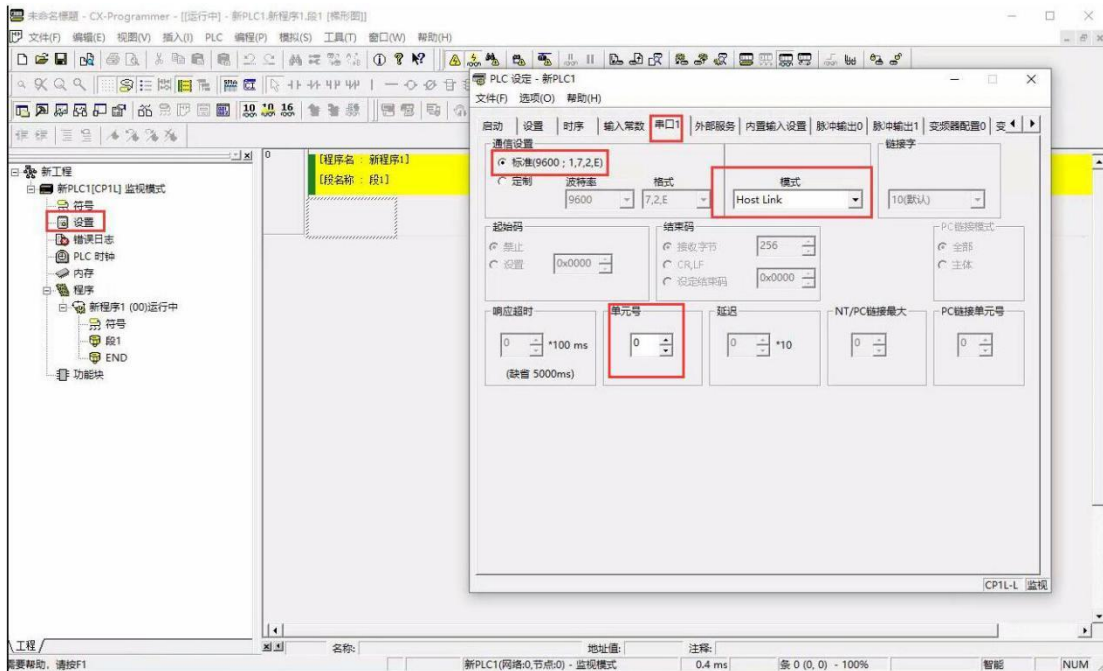 未命名標題 - CX-Programmer - [[运行中] - 新PLC1.新程序1.段1 [梯形图]]
文件(F) 编辑(E) 视图(V) 插入(I) PLC 编程(P) 模拟(S) 工具(T) 窗口(W) 帮助(H)
PLC 设定 - 新PLC1
文件(F) 选项(O) 帮助(H)
启动 设置 时序 输入常数 串口1 外部服务 内置输入设置 脉冲输出0 脉冲输出1 变频器配置0 变
通信设置 链接字
标准(9600 ; 1,7,2,E)
定制 波特率 格式 模式
9600 7,2,E Host Link 10(默认)
起始码 结束码 PC链接模式
禁止 接收字节 256 全部
设置 0x0000 CR,LF 主体
设定结束码 0x0000
响应超时 单元号 延迟 NT/PC链接最大 PC链接单元号
0 *100 ms 0 0 *10 0 0
(缺省 5000ms)
CP1L-L 监视
新工程
新PLC1[CP1L] 监视模式
符号
设置
错误日志
PLC 时钟
内存
程序
新程序1 (00)运行中
符号
段1
END
功能块
0
[程序名 : 新程序1]
[段名称 : 段1]
工程
名称: 地址值: 注释:
需要帮助, 请按F1 新PLC1(网络:0,节点:0) - 监视模式 0.4 ms 条 0 (0, 0) - 100% 智能 NUM